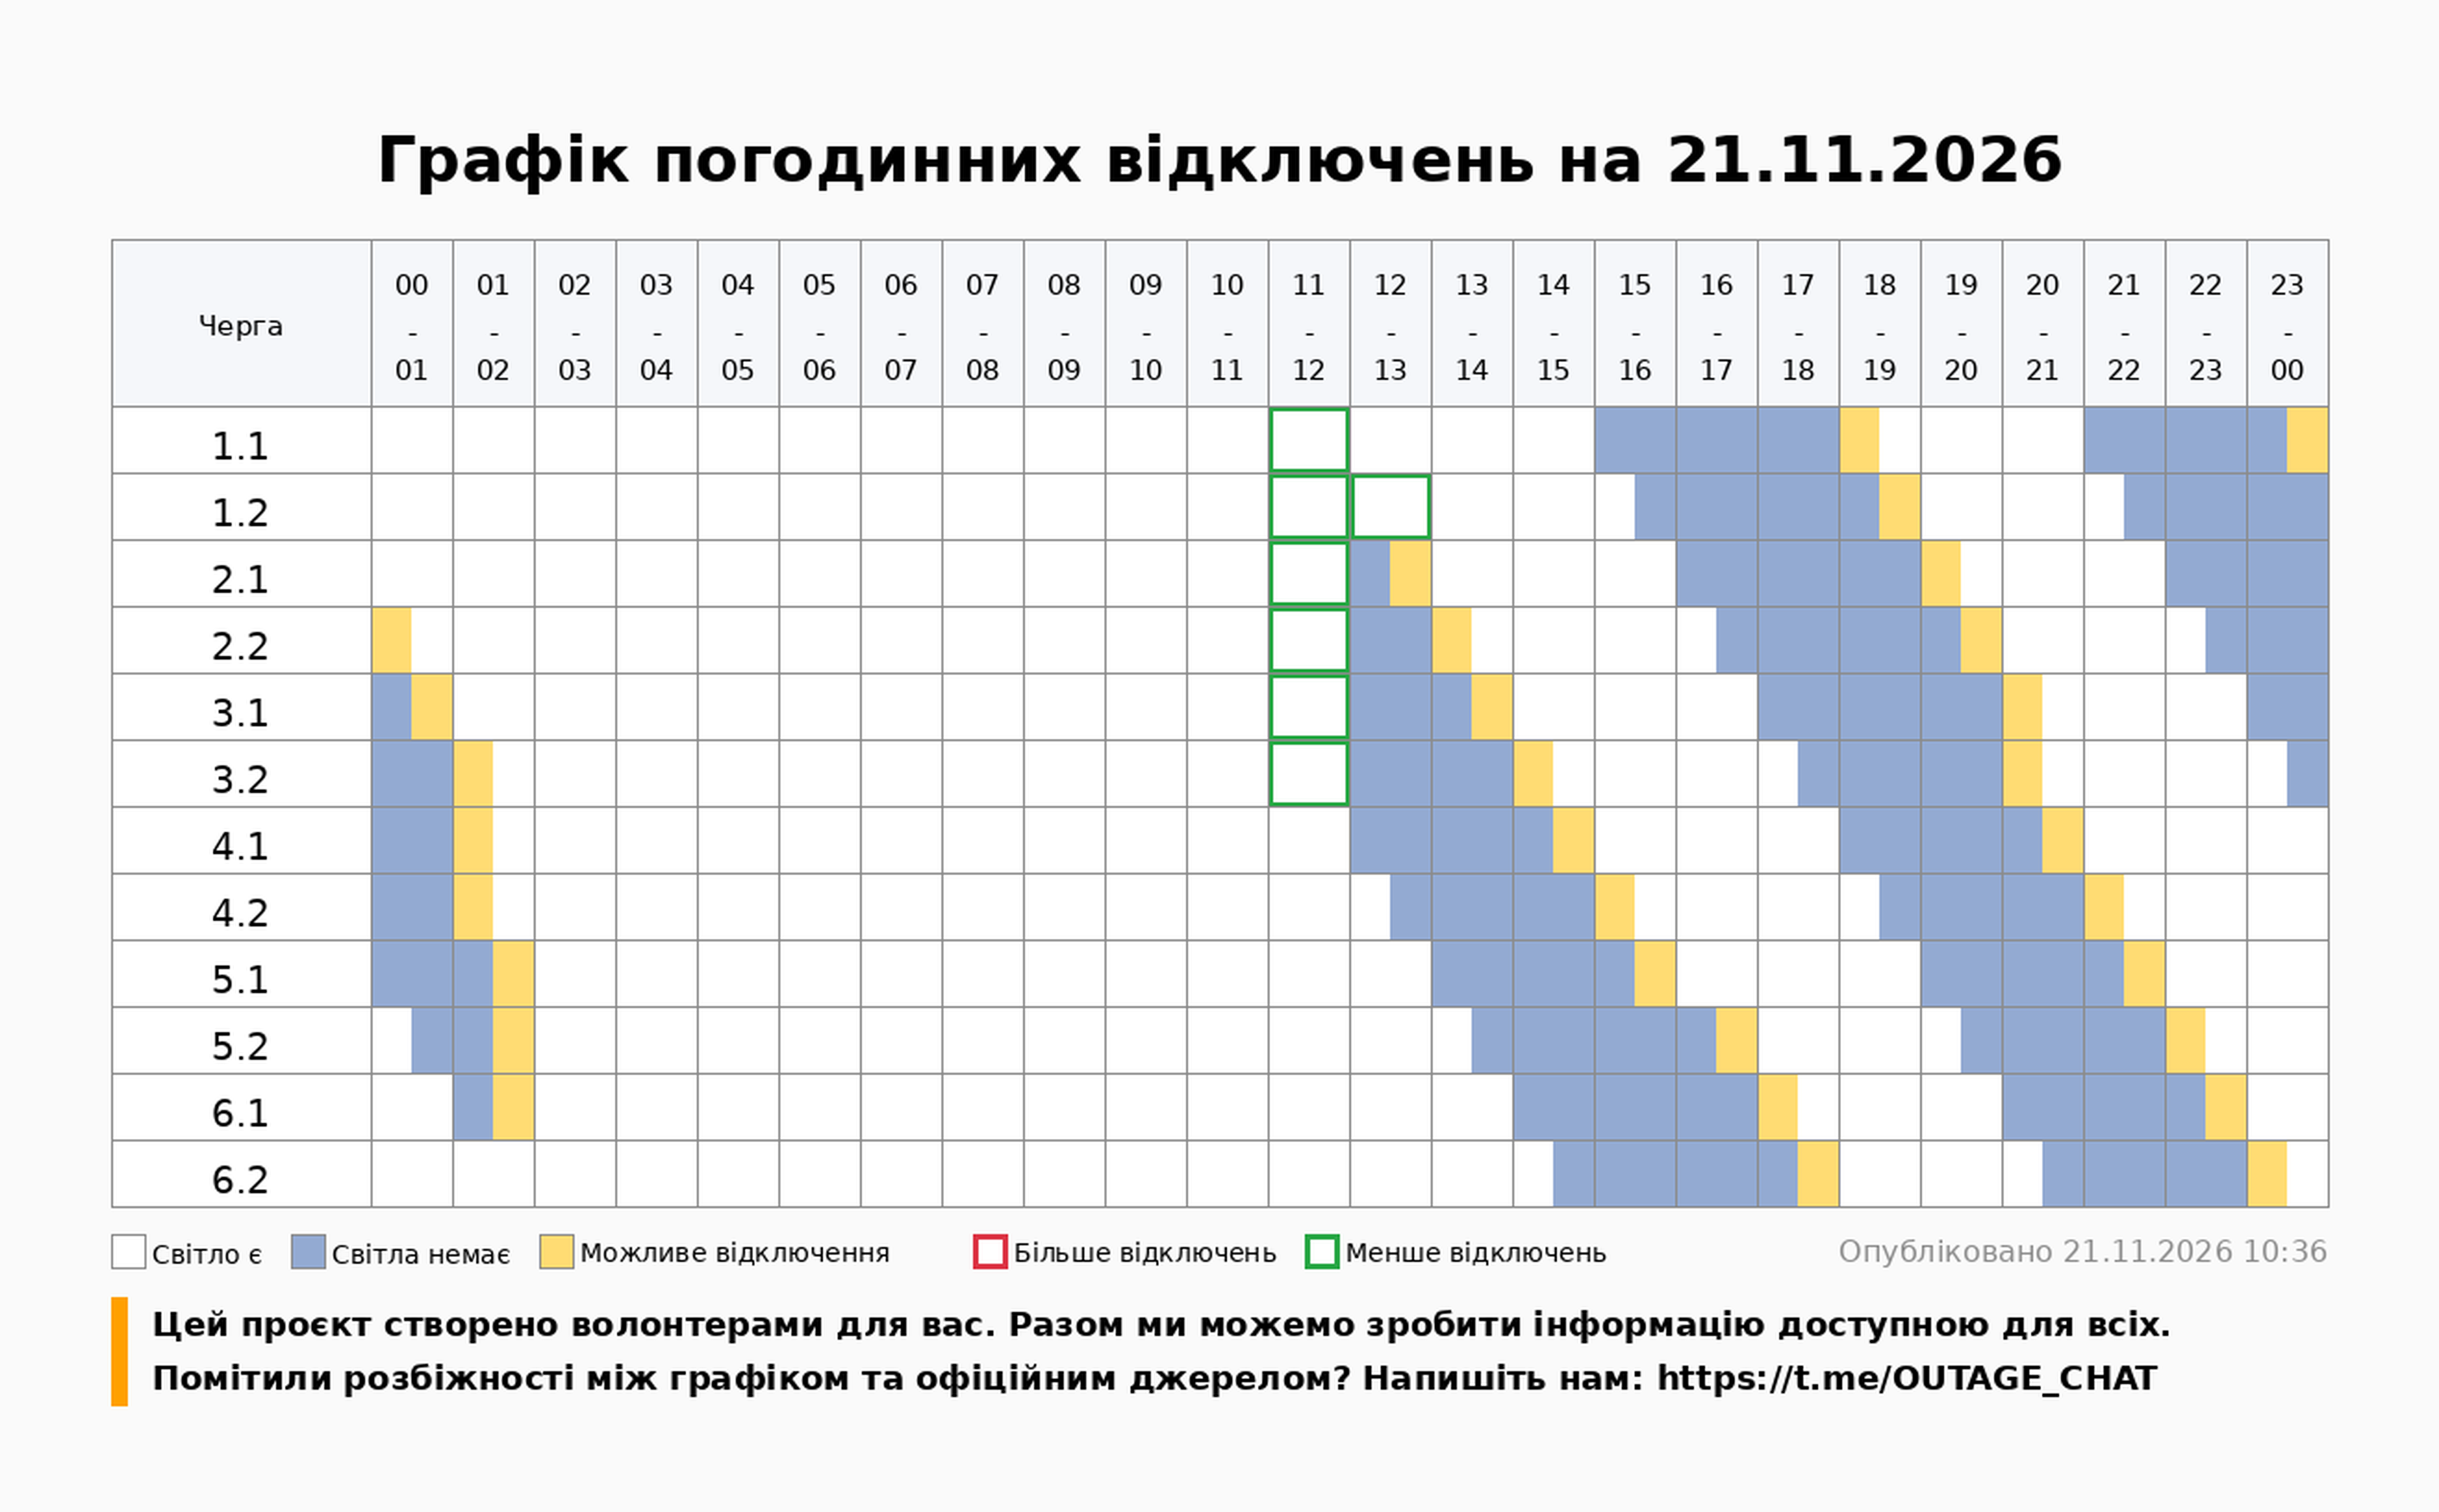 Графік погодинних відключень на 21.11.2026
Черга
00 - 01
01 - 02
02 - 03
03 - 04
04 - 05
05 - 06
06 - 07
07 - 08
08 - 09
09 - 10
10 - 11
11 - 12
12 - 13
13 - 14
14 - 15
15 - 16
16 - 17
17 - 18
18 - 19
19 - 20
20 - 21
21 - 22
22 - 23
23 - 00
1.1
1.2
2.1
2.2
3.1
3.2
4.1
4.2
5.1
5.2
6.1
6.2
Світло є Світла немає Можливе відключення Більше відключень Менше відключень Опубліковано 21.11.2026 10:36
Цей проєкт створено волонтерами для вас. Разом ми можемо зробити інформацію доступною для всіх.
Помітили розбіжності між графіком та офіційним джерелом? Напишіть нам: https://t.me/OUTAGE_CHAT